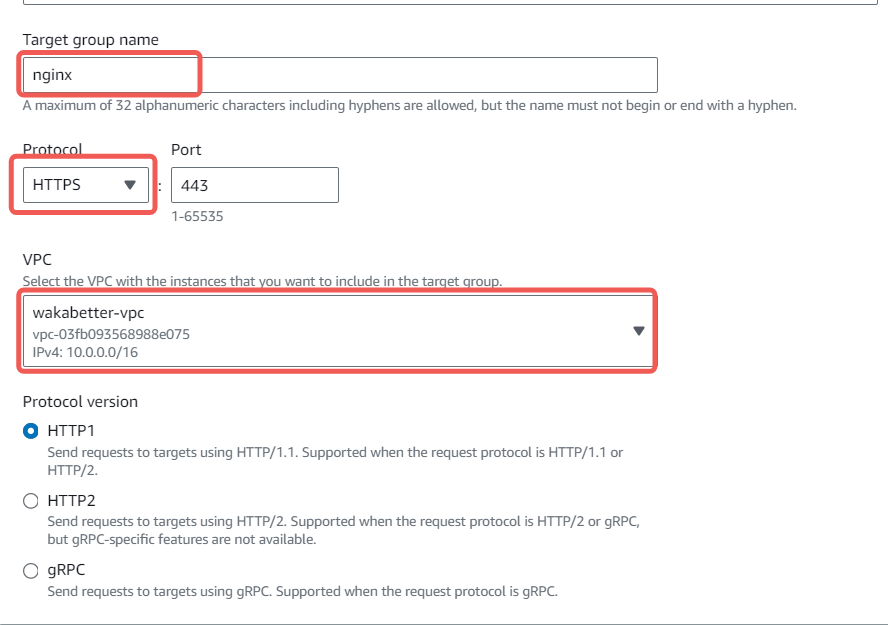 Target group name
nginx
A maximum of 32 alphanumeric characters including hyphens are allowed, but the name must not begin or end with a hyphen.
Protocol
Port
HTTPS
:
443
1-65535
VPC
Select the VPC with the instances that you want to include in the target group.
wakabetter-vpc
vpc-03fb093568988e075
IPv4: 10.0.0.0/16
Protocol version
HTTP1
Send requests to targets using HTTP/1.1. Supported when the request protocol is HTTP/1.1 or
HTTP/2.
HTTP2
Send requests to targets using HTTP/2. Supported when the request protocol is HTTP/2 or gRPC,
but gRPC-specific features are not available.
gRPC
Send requests to targets using gRPC. Supported when the request protocol is gRPC.